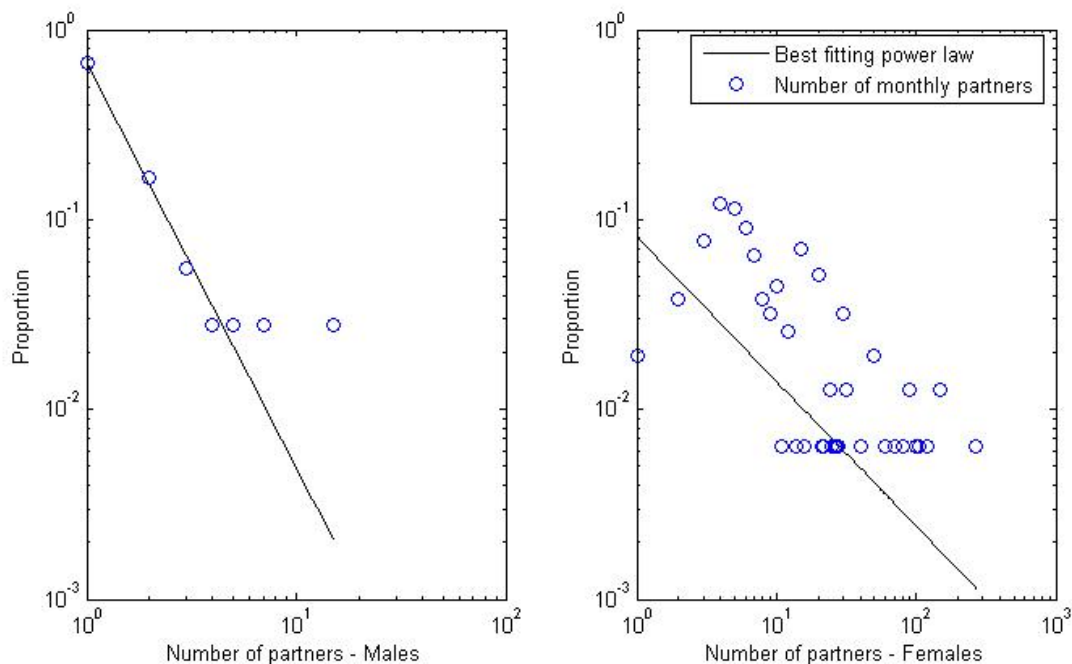 10^0
10^-1
10^-2
10^-3
Proportion
10^0
10^1
10^2
Number of partners - Males
10^0
10^-1
10^-2
10^-3
Proportion
Best fitting power law
Number of monthly partners
10^0
10^1
10^2
10^3
Number of partners - Females